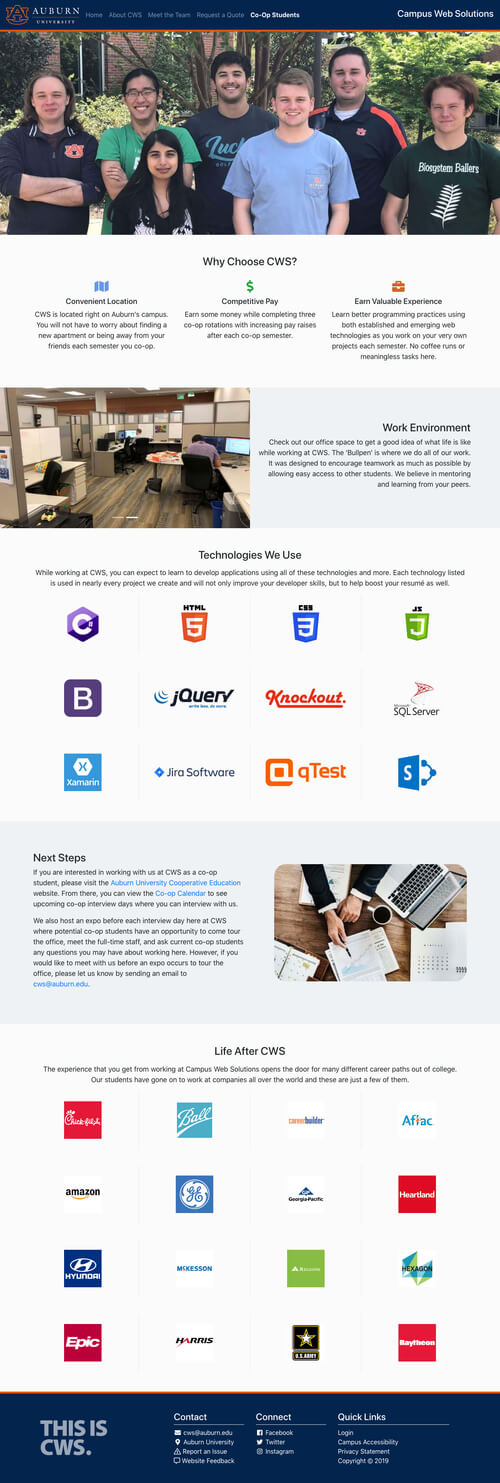 AUBURN
UNIVERSITY
Home About CWS Meet the Team Request a Quote Co-Op Students
Campus Web Solutions
Luck
GOLF
Biosystem Ballers
Why Choose CWS?
Convenient Location
CWS is located right on Auburn's campus.
You will not have to worry about finding a
new apartment or being away from your
friends each semester you co-op.
Competitive Pay
Earn some money while completing three
co-op rotations with increasing pay raises
after each co-op semester.
Earn Valuable Experience
Learn better programming practices using
both established and emerging web
technologies as you work on your very own
projects each semester. No coffee runs or
meaningless tasks here.
Work Environment
Check out our office space to get a good idea of what life is like
while working at CWS. The 'Bullpen' is where we do all of our work.
It was designed to encourage teamwork as much as possible by
allowing easy access to other students. We believe in mentoring
and learning from your peers.
Technologies We Use
While working at CWS, you can expect to learn to develop applications using all of these technologies and more. Each technology listed
is used in nearly every project we create and will not only improve your developer skills, but to help boost your resumé as well.
C#
HTML
5
CSS
3
JS
J
B
jQuery
write less, do more.
Knockout.
Microsoft
SQL Server
Xamarin
Jira Software
qTest
S
Next Steps
If you are interested in working with us at CWS as a co-op
student, please visit the Auburn University Cooperative Education
website. From there, you can view the Co-op Calendar to see
upcoming co-op interview days where you can interview with us.
We also host an expo before each interview day here at CWS
where potential co-op students have an opportunity to come tour
the office, meet the full-time staff, and ask current co-op students
any questions you may have about working here. However, if you
would like to meet with us before an expo occurs to tour the
office, please let us know by sending an email to
cws@auburn.edu.
Life After CWS
The experience that you get from working at Campus Web Solutions opens the door for many different career paths out of college.
Our students have gone on to work at companies all over the world and these are just a few of them.
Chick-fil-A
Ball
careerbuilder
Aflac
amazon
GE
GP
Georgia-Pacific
Heartland
HYUNDAI
MCKESSON
REGIONS
HEXAGON
Epic
HARRIS
U.S.ARMY
Raytheon
THIS IS
CWS.
Contact
cws@auburn.edu
Auburn University
Report an Issue
Website Feedback
Connect
Facebook
Twitter
Instagram
Quick Links
Login
Campus Accessibility
Privacy Statement
Copyright © 2019